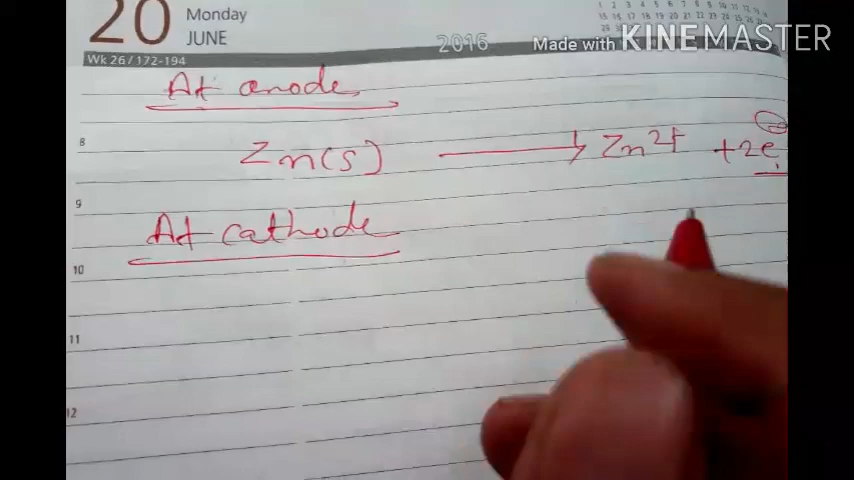 20 Monday
JUNE
2016
Made with KINEMASTER
Wk 26/172-194
At anode
8
Zn(s) → Zn2+ +2e-
9
At cathode
10
11
12